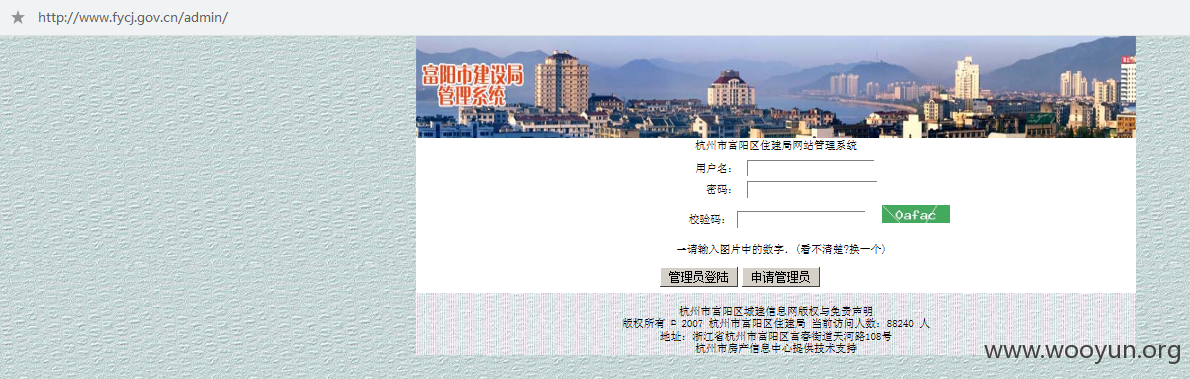 http://www.fycj.gov.cn/admin/
富阳市建设局
管理系统
杭州市富阳区住建局网站管理系统
用户名：
密码：
校验码： Qafac
→请输入图片中的数字．(看不清楚?换一个)
管理员登陆 申请管理员
杭州市富阳区城建信息网版权与免责声明
版权所有 © 2007 杭州市富阳区住建局 当前访问人数：88240 人
地址：浙江省杭州市富阳区富春街道天河路108号
杭州市房产信息中心提供技术支持
www.wooyun.org